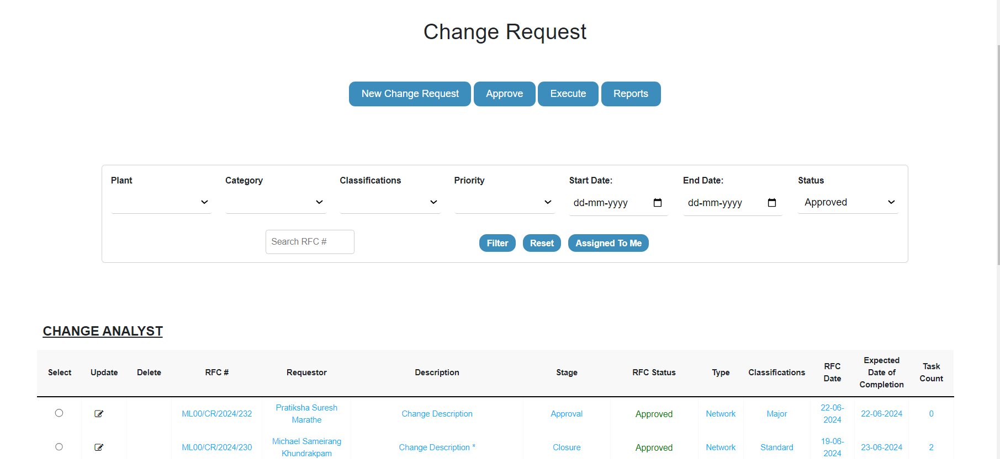 Change Request
New Change Request Approve Execute Reports
Plant Category Classifications Priority Start Date: End Date: Status
dd-mm-yyyy dd-mm-yyyy Approved
Search RFC # Filter Reset Assigned To Me
CHANGE ANALYST
Select Update Delete RFC # Requestor Description Stage RFC Status Type Classifications RFC Date Expected Date of Completion Task Count
ML00/CR/2024/232 Pratiksha Suresh Marathe Change Description Approval Approved Network Major 22-06-2024 22-06-2024 0
ML00/CR/2024/230 Michael Sameirang Khundrakpam Change Description * Closure Approved Network Standard 19-06-2024 23-06-2024 2